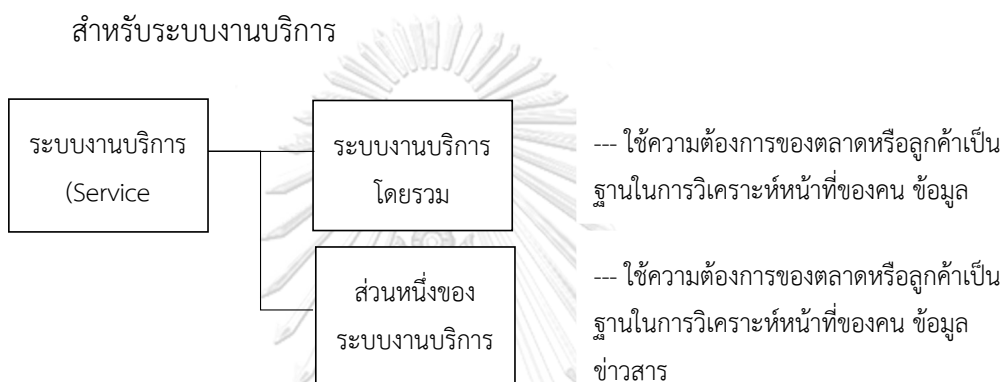 สำหรับระบบงานบริการ
ระบบงานบริการ
(Service
ระบบงานบริการ
โดยรวม
--- ใช้ความต้องการของตลาดหรือลูกค้าเป็น
ฐานในการวิเคราะห์หน้าที่ของคน ข้อมูล
ส่วนหนึ่งของ
ระบบงานบริการ
--- ใช้ความต้องการของตลาดหรือลูกค้าเป็น
ฐานในการวิเคราะห์หน้าที่ของคน ข้อมูล
ข่าวสาร